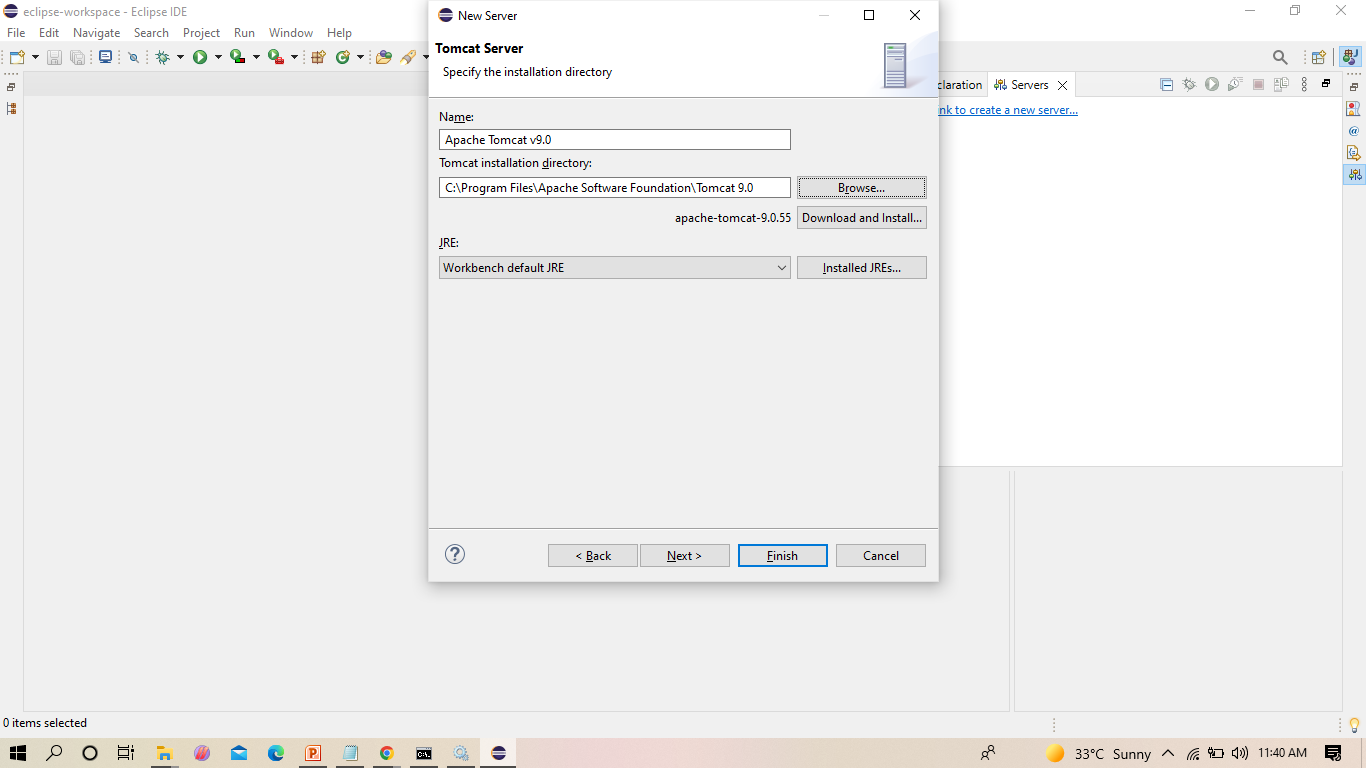 eclipse-workspace - Eclipse IDE
File Edit Navigate Search Project Run Window Help
New Server
Tomcat Server
Specify the installation directory
Name:
Apache Tomcat v9.0
Tomcat installation directory:
C:\Program Files\Apache Software Foundation\Tomcat 9.0
Browse...
apache-tomcat-9.0.55
Download and Install...
JRE:
Workbench default JRE
Installed JREs...
< Back
Next >
Finish
Cancel
claration
Servers
nk to create a new server...
0 items selected
33°C Sunny
11:40 AM